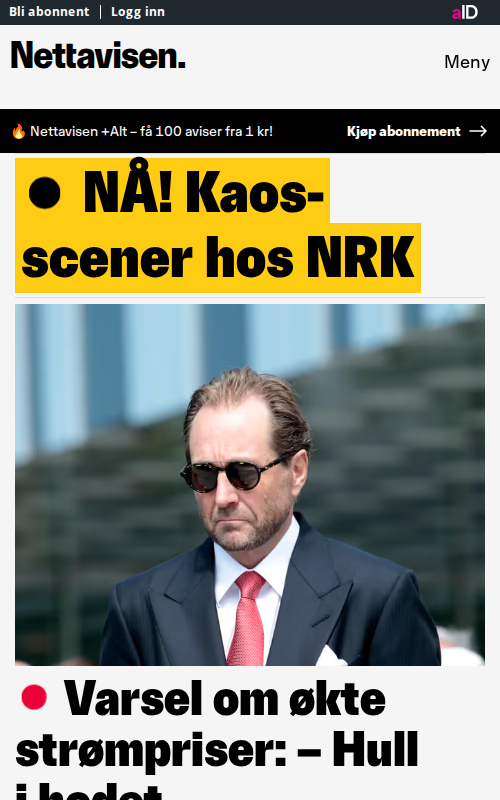 Bli abonnent | Logg inn
aID
Nettavisen.
Meny
Nettavisen +Alt – få 100 aviser fra 1 kr!
Kjøp abonnement
NÅ! Kaos-
scener hos NRK
Varsel om økte
strømpriser: – Hull
i hodet